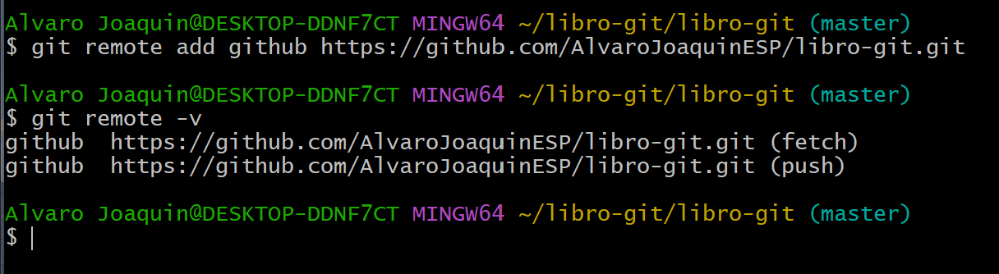 Alvaro Joaquin@DESKTOP-DDNF7CT MINGW64 ~/libro-git/libro-git (master)
$ git remote add github https://github.com/AlvaroJoaquinESP/libro-git.git
Alvaro Joaquin@DESKTOP-DDNF7CT MINGW64 ~/libro-git/libro-git (master)
$ git remote -v
github  https://github.com/AlvaroJoaquinESP/libro-git.git (fetch)
github  https://github.com/AlvaroJoaquinESP/libro-git.git (push)
Alvaro Joaquin@DESKTOP-DDNF7CT MINGW64 ~/libro-git/libro-git (master)
$